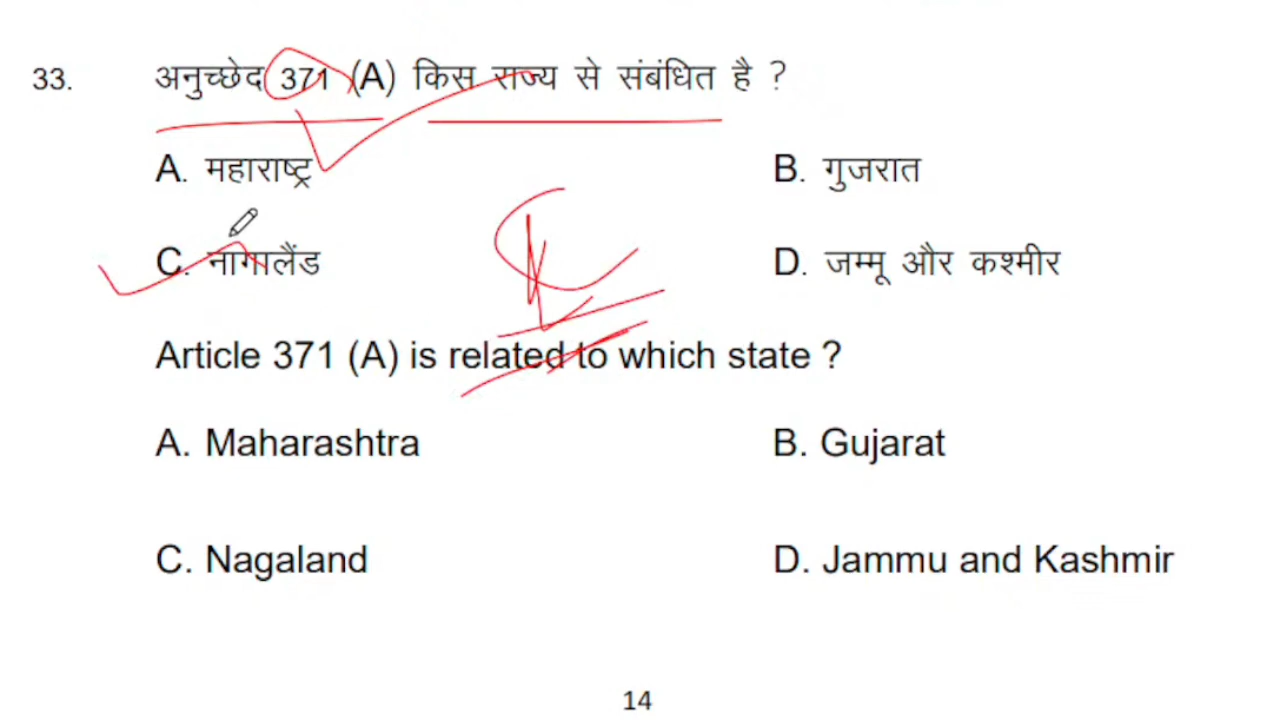 33. अनुच्छेद 371 (A) किस राज्य से संबंधित है ?
A. महाराष्ट्र B. गुजरात
C. नागालैंड D. जम्मू और कश्मीर
Article 371 (A) is related to which state ?
A. Maharashtra B. Gujarat
C. Nagaland D. Jammu and Kashmir
14